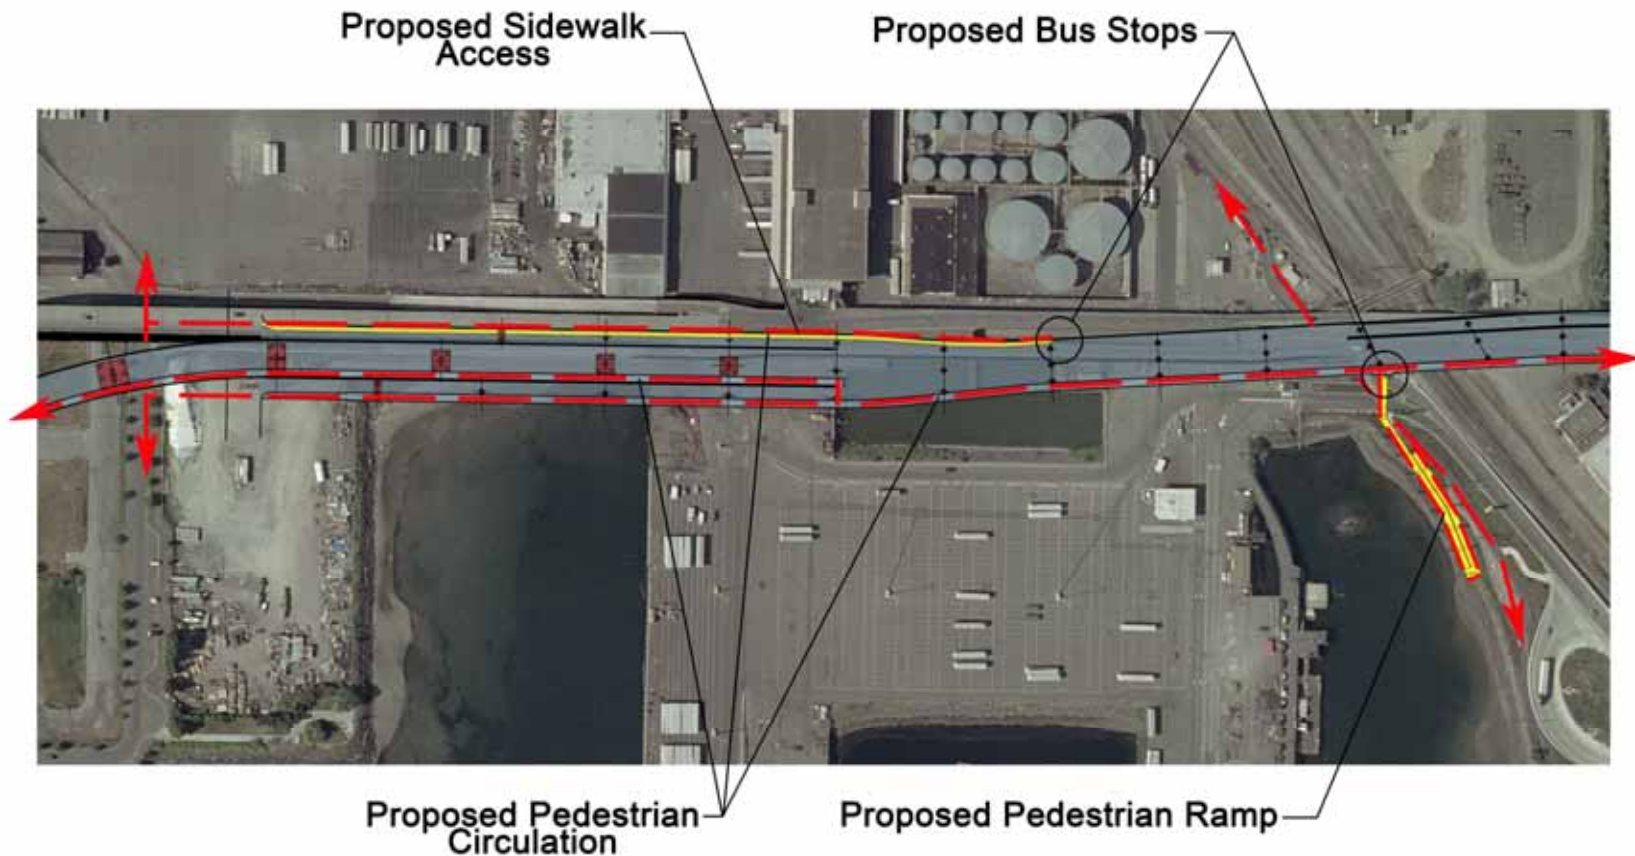 Proposed Sidewalk
Access
Proposed Bus Stops
Proposed Pedestrian
Circulation
Proposed Pedestrian Ramp